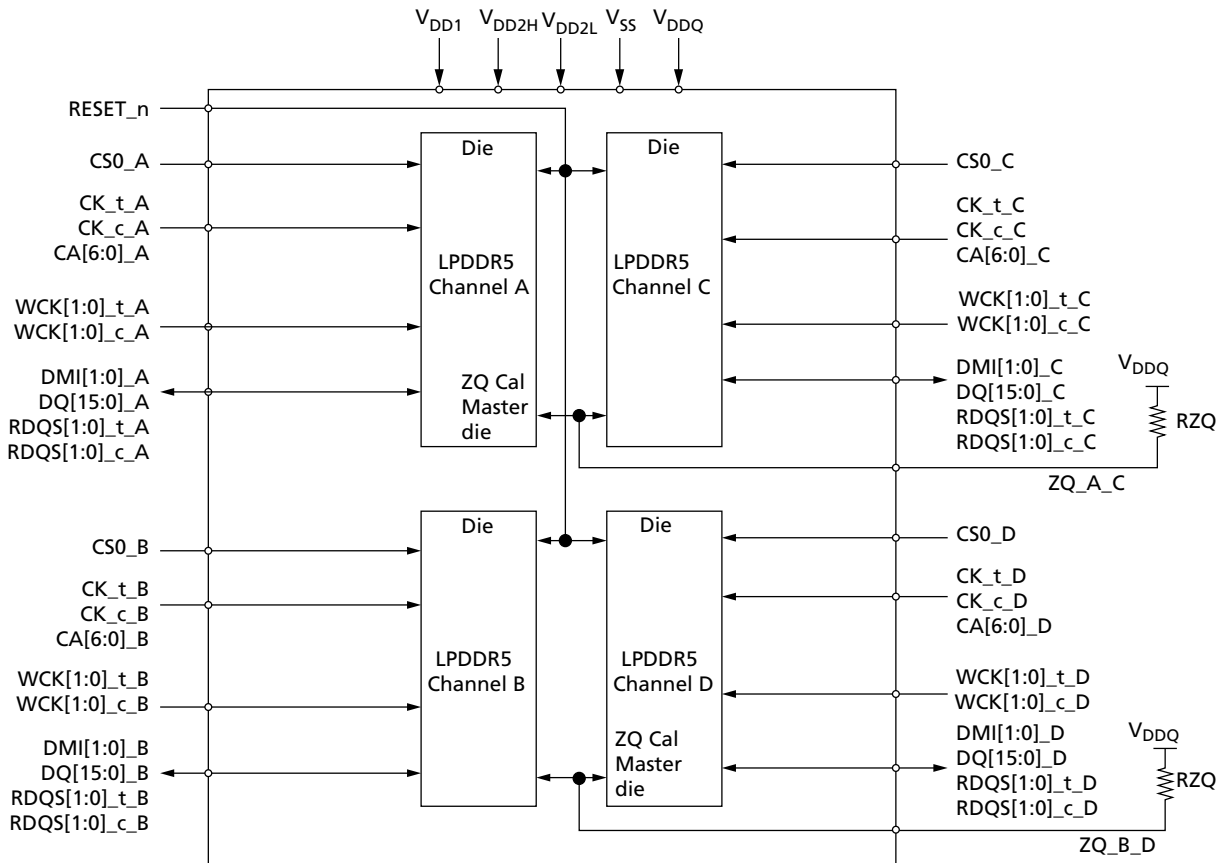 VDD1 VDD2H VDD2L VSS VDDQ
RESET_n
CS0_A
CK_t_A
CK_c_A
CA[6:0]_A
WCK[1:0]_t_A
WCK[1:0]_c_A
DMI[1:0]_A
DQ[15:0]_A
RDQS[1:0]_t_A
RDQS[1:0]_c_A
Die
LPDDR5
Channel A
ZQ Cal
Master
die
Die
LPDDR5
Channel C
CS0_C
CK_t_C
CK_c_C
CA[6:0]_C
WCK[1:0]_t_C
WCK[1:0]_c_C
DMI[1:0]_C
DQ[15:0]_C
RDQS[1:0]_t_C
RDQS[1:0]_c_C
VDDQ
RZQ
ZQ_A_C
CS0_B
CK_t_B
CK_c_B
CA[6:0]_B
WCK[1:0]_t_B
WCK[1:0]_c_B
DMI[1:0]_B
DQ[15:0]_B
RDQS[1:0]_t_B
RDQS[1:0]_c_B
Die
LPDDR5
Channel B
Die
LPDDR5
Channel D
ZQ Cal
Master
die
CS0_D
CK_t_D
CK_c_D
CA[6:0]_D
WCK[1:0]_t_D
WCK[1:0]_c_D
DMI[1:0]_D
DQ[15:0]_D
RDQS[1:0]_t_D
RDQS[1:0]_c_D
VDDQ
RZQ
ZQ_B_D